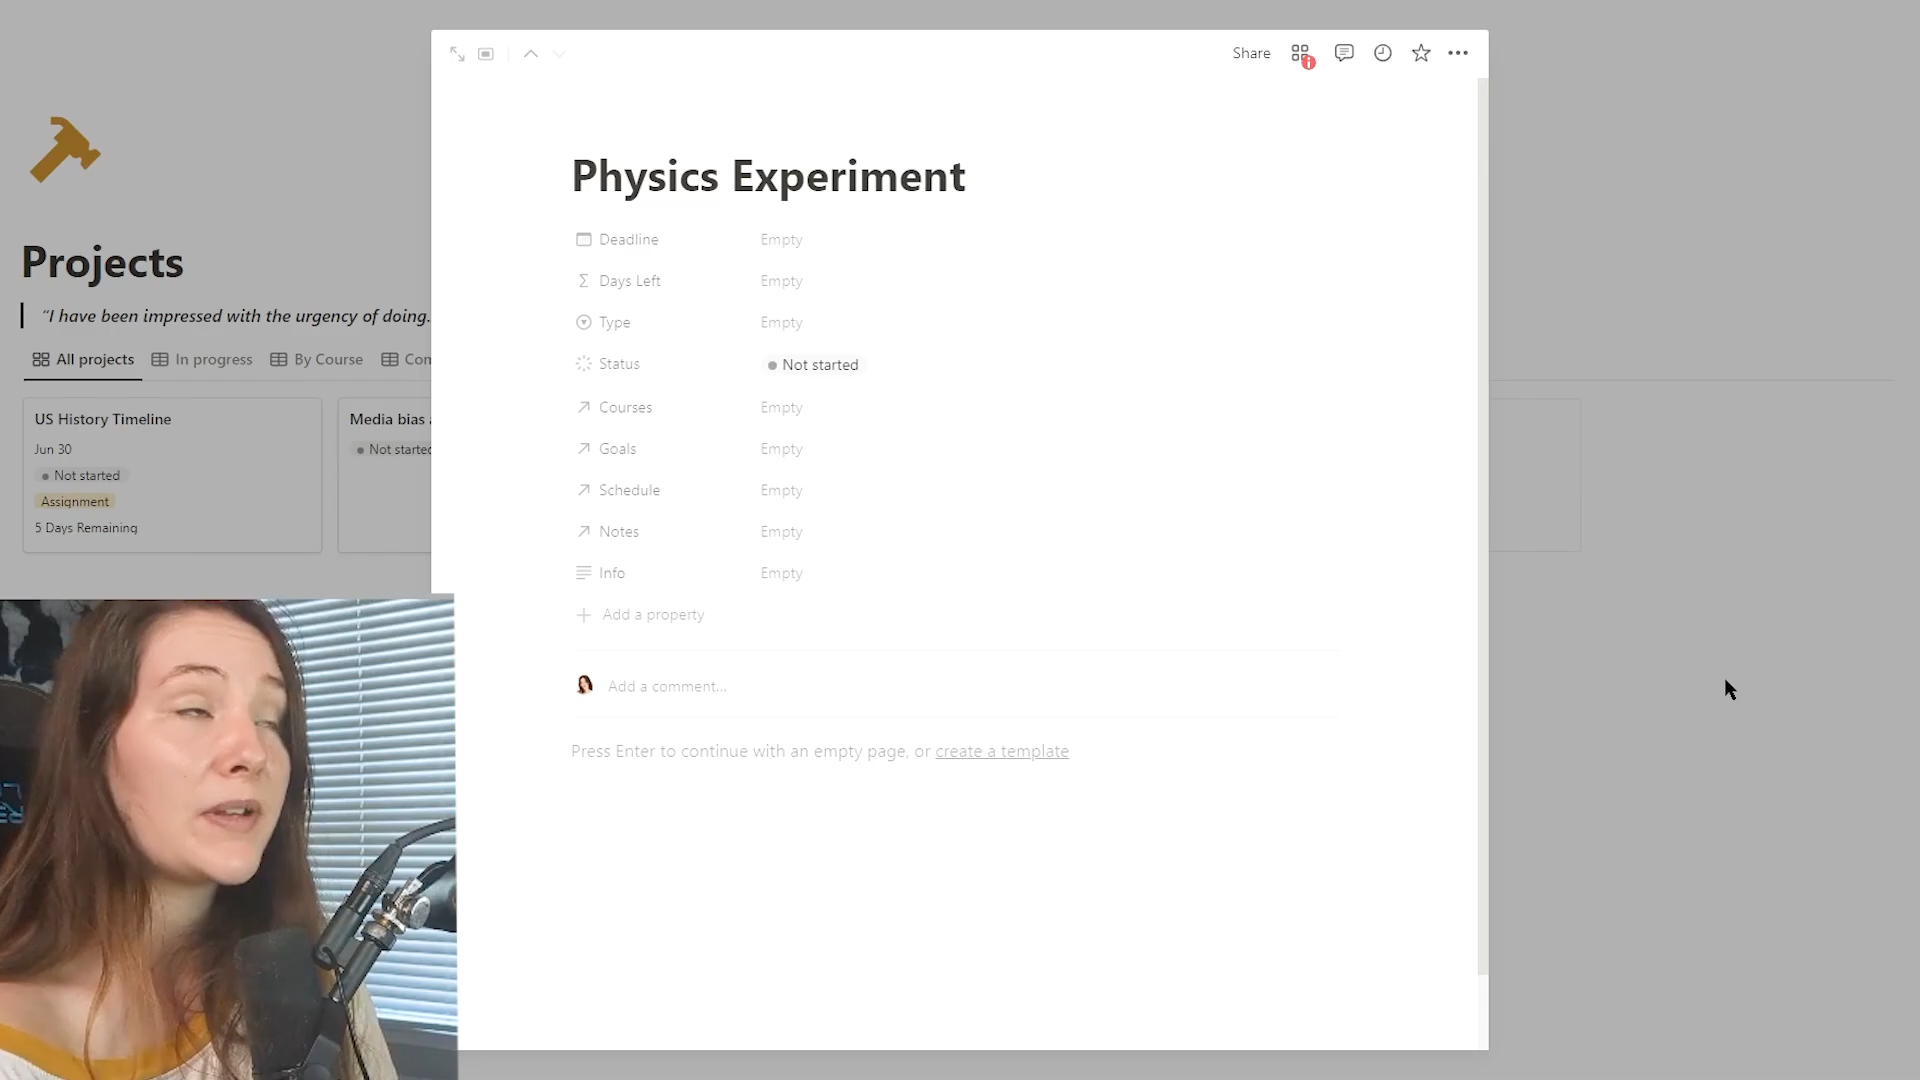 Share
Physics Experiment
Deadline Empty
Days Left Empty
Type Empty
Status Not started
Courses Empty
Goals Empty
Schedule Empty
Notes Empty
Info Empty
Add a property
Add a comment...
Press Enter to continue with an empty page, or create a template
Projects
“I have been impressed with the urgency of doing.
All projects In progress By Course Con
US History Timeline
Jun 30
Not started
Assignment
5 Days Remaining
Media bias
Not started